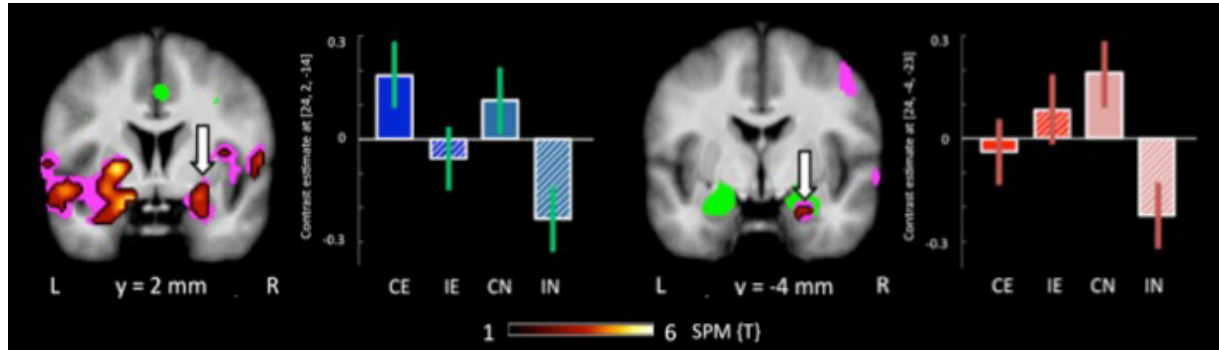 0.3
Contrast estimate at [24, 2, -14]
0
-0.3
L y = 2 mm R
CE IE CN IN
0.3
Contrast estimate at [24, -4, -23]
0
-0.3
L y = -4 mm R
CE IE CN IN
1 6 SPM {T}